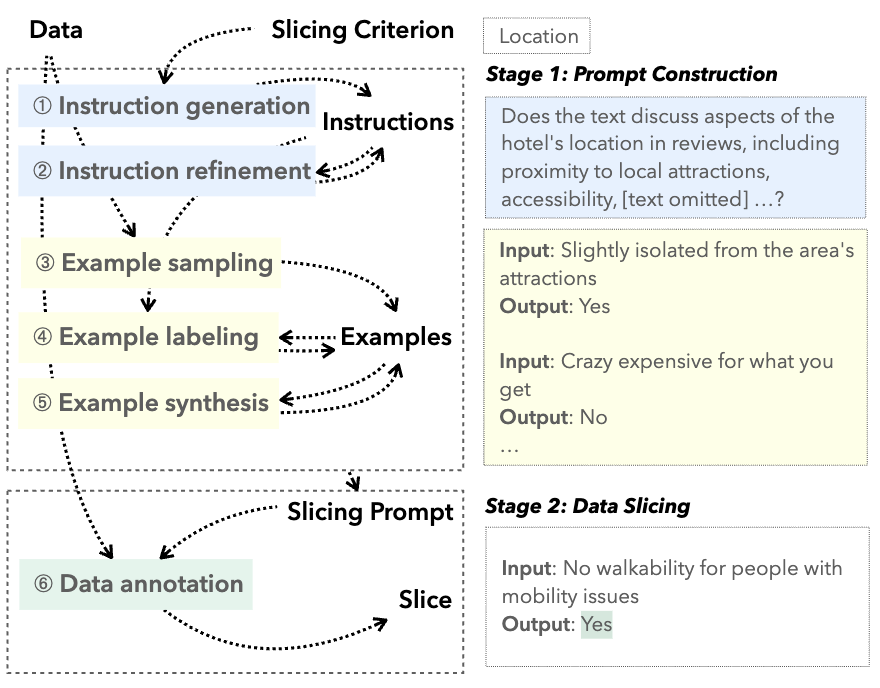 Data
Slicing Criterion
① Instruction generation
Instructions
② Instruction refinement
③ Example sampling
④ Example labeling
Examples
⑤ Example synthesis
Slicing Prompt
⑥ Data annotation
Slice
Location
Stage 1: Prompt Construction
Does the text discuss aspects of the
hotel's location in reviews, including
proximity to local attractions,
accessibility, [text omitted] …?
Input: Slightly isolated from the area's
attractions
Output: Yes
Input: Crazy expensive for what you
get
Output: No
…
Stage 2: Data Slicing
Input: No walkability for people with
mobility issues
Output: Yes